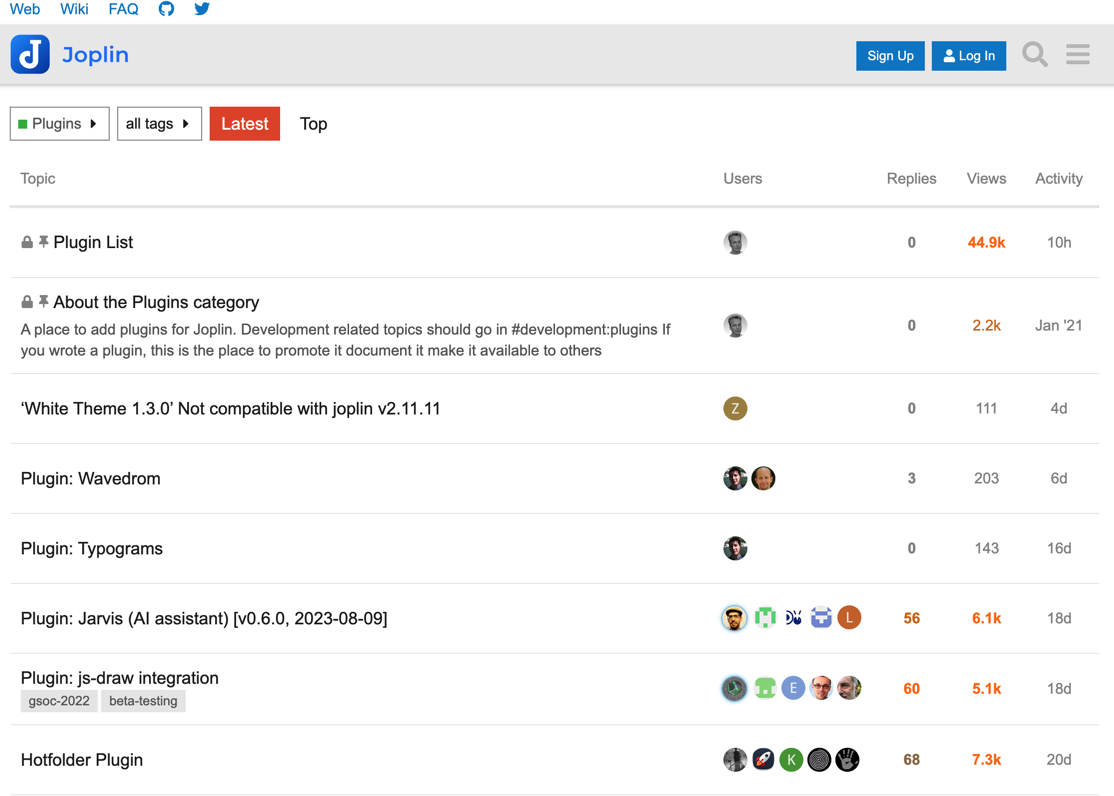 Web Wiki FAQ
Joplin Sign Up Log In
Plugins all tags Latest Top
Topic Users Replies Views Activity
Plugin List 0 44.9k 10h
About the Plugins category
A place to add plugins for Joplin. Development related topics should go in #development:plugins If
you wrote a plugin, this is the place to promote it document it make it available to others
0 2.2k Jan '21
‘White Theme 1.3.0’ Not compatible with joplin v2.11.11 Z 0 111 4d
Plugin: Wavedrom 3 203 6d
Plugin: Typograms 0 143 16d
Plugin: Jarvis (AI assistant) [v0.6.0, 2023-08-09] L 56 6.1k 18d
Plugin: js-draw integration E 60 5.1k 18d
gsoc-2022 beta-testing
Hotfolder Plugin K 68 7.3k 20d